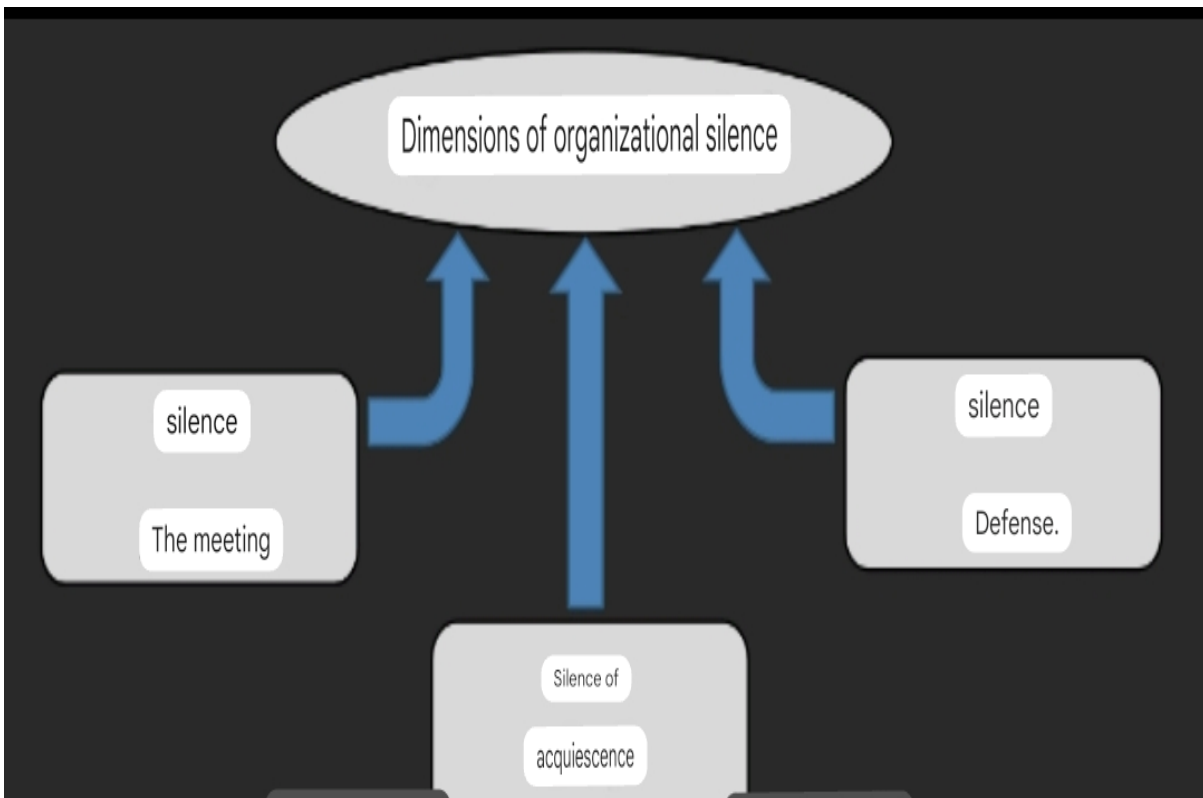 Dimensions of organizational silence
silence
The meeting
silence
Defense.
Silence of
acquiescence